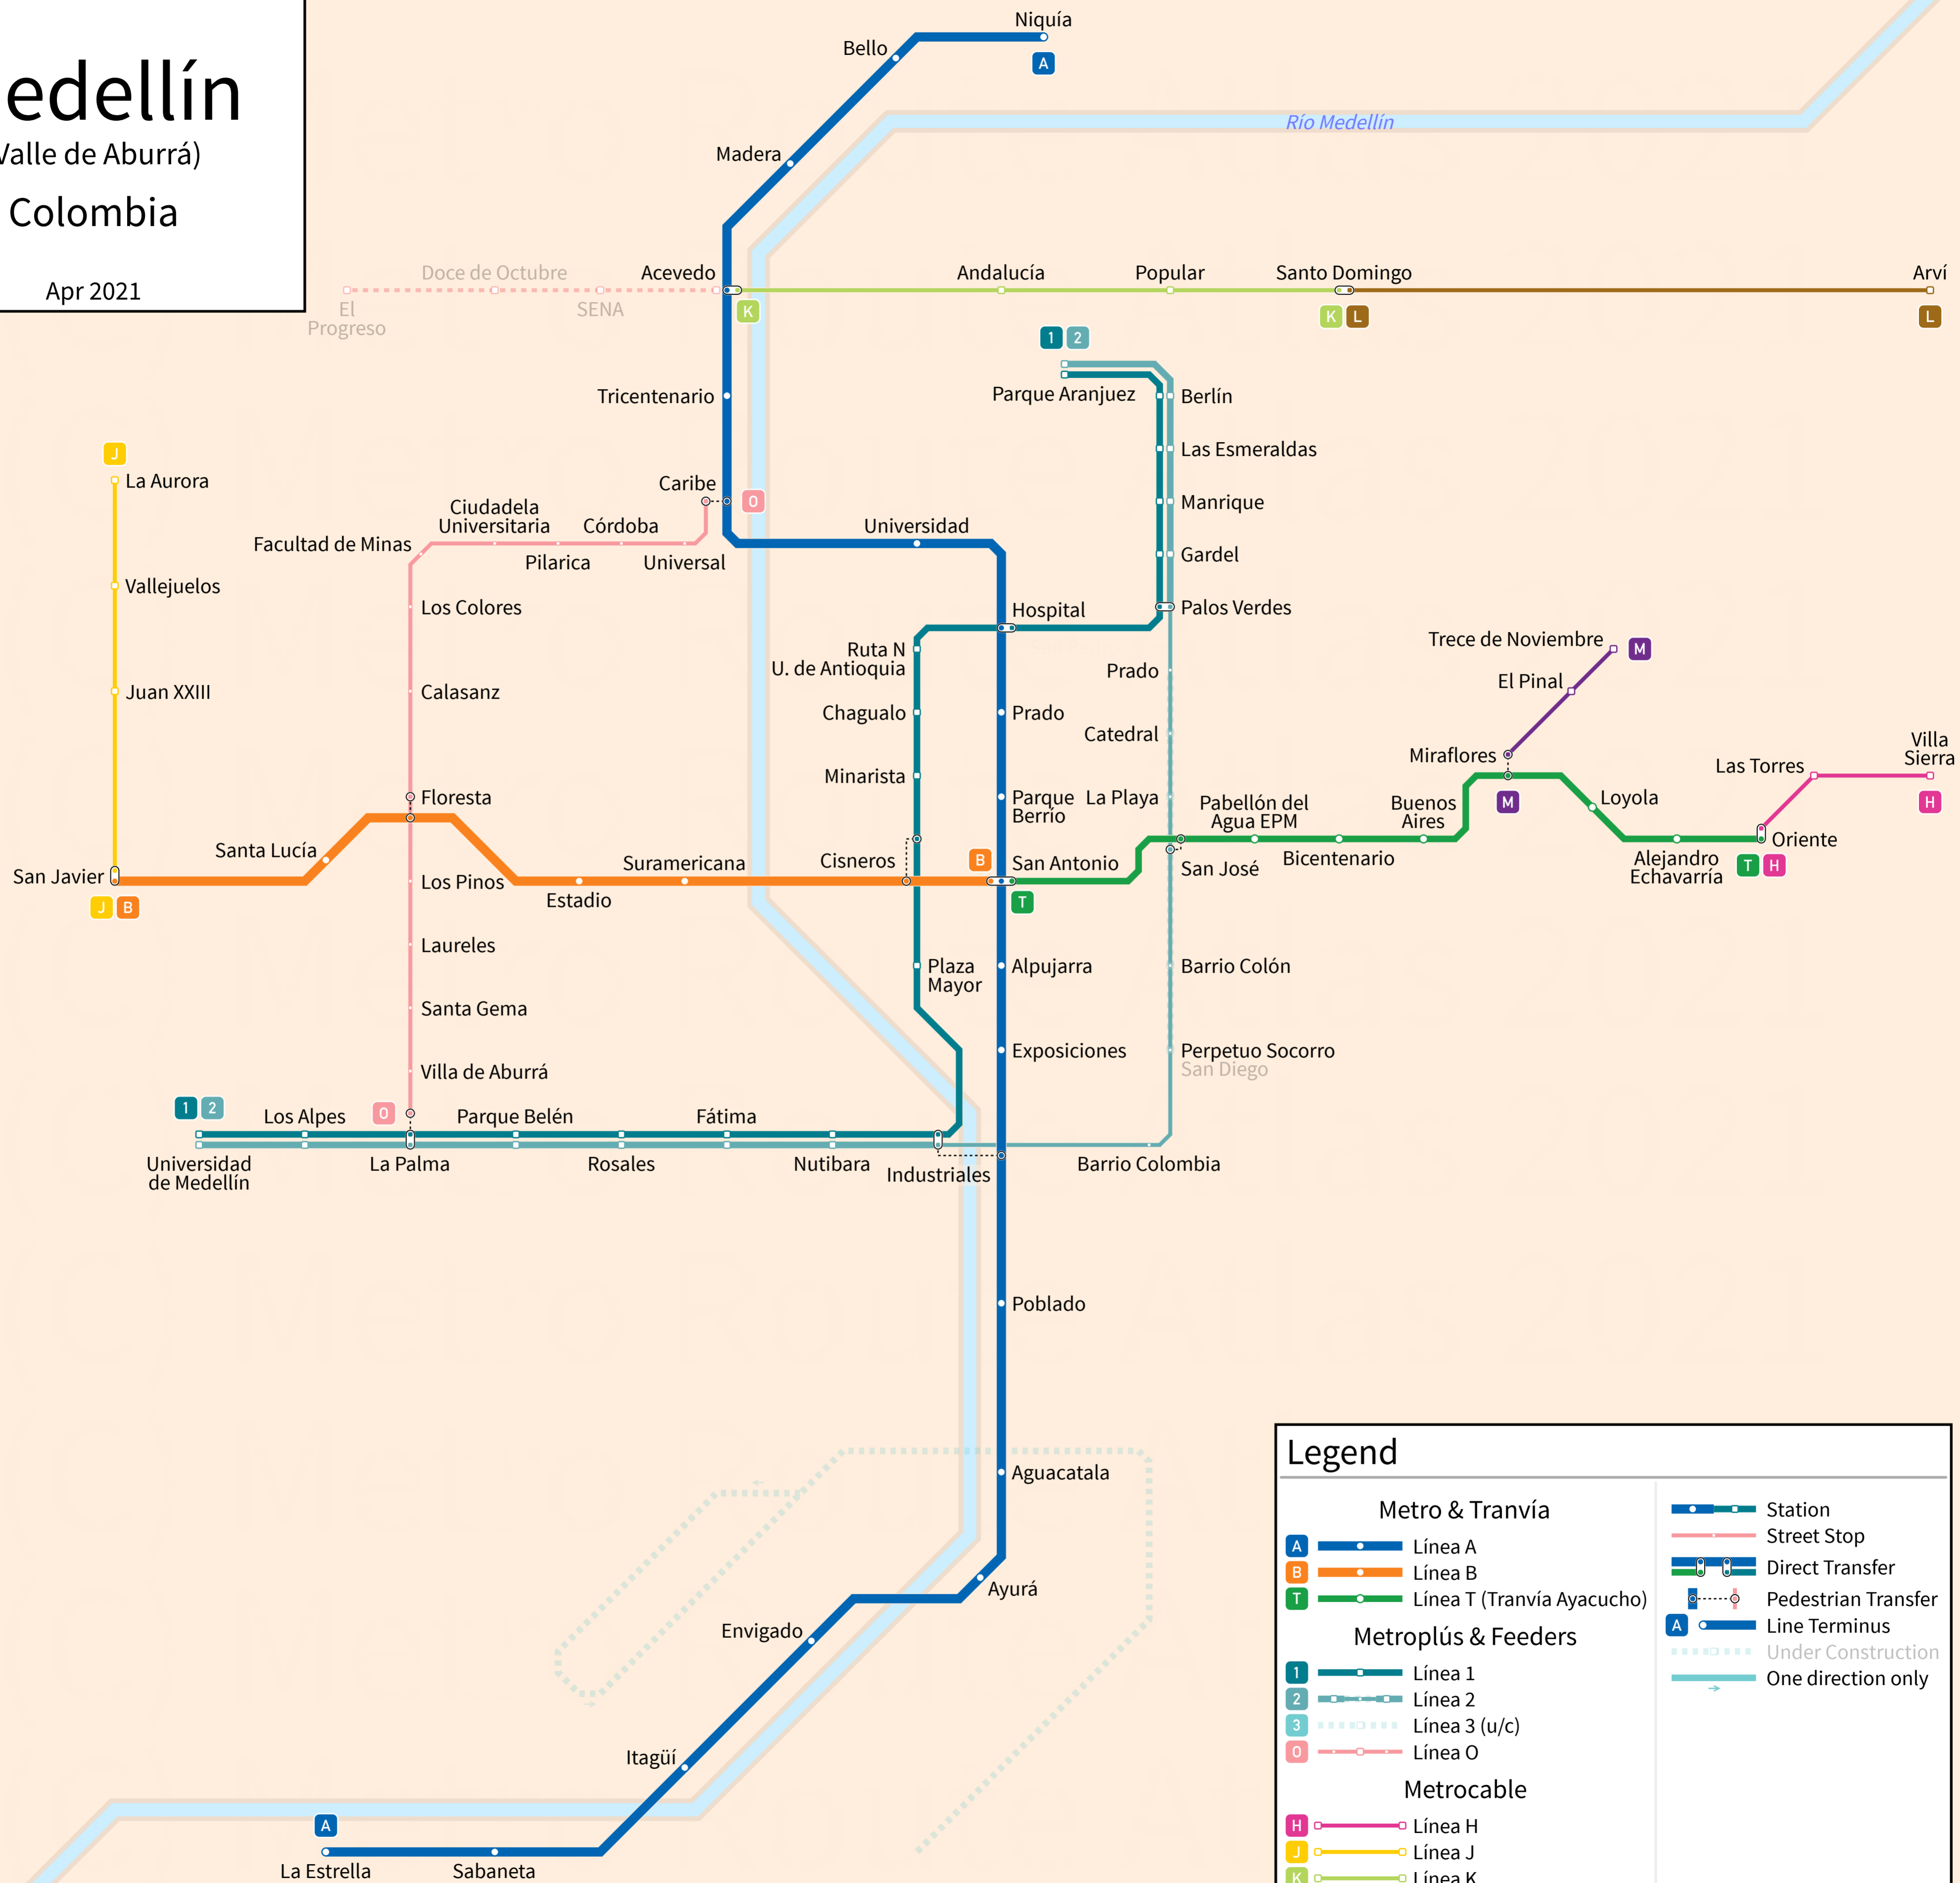 edellín
Valle de Aburrá)
Colombia
Apr 2021
Niquía
A
Bello
Río Medellín
Madera
Doce de Octubre
Acevedo
Andalucía
Popular
Santo Domingo
Arví
El
Progreso
SENA
K
K L
L
1 2
Tricentenario
Parque Aranjuez
Berlín
J
La Aurora
Las Esmeraldas
Caribe
O
Manrique
Ciudadela
Universitaria
Córdoba
Universidad
Facultad de Minas
Pilarica
Universal
Gardel
Vallejuelos
Los Colores
Hospital
Palos Verdes
Ruta N
U. de Antioquia
Trece de Noviembre
M
Prado
El Pinal
Juan XXIII
Calasanz
Chagualo
Prado
Catedral
Miraflores
Villa
Sierra
Las Torres
Minarista
Floresta
Parque
Berrío
La Playa
Pabellón del
Agua EPM
Buenos
Aires
M
Loyola
H
Santa Lucía
Suramericana
Cisneros
B
San Antonio
San José
Bicentenario
Alejandro
Echavarría
Oriente
T H
San Javier
J B
Los Pinos
Estadio
T
Laureles
Plaza
Mayor
Alpujarra
Barrio Colón
Santa Gema
Exposiciones
Perpetuo Socorro
San Diego
Villa de Aburrá
1 2
Los Alpes
O
Parque Belén
Fátima
Universidad
de Medellín
La Palma
Rosales
Nutibara
Industriales
Barrio Colombia
Poblado
Aguacatala
Ayurá
Envigado
Itagüí
A
La Estrella
Sabaneta
Legend
Metro & Tranvía
A Línea A
B Línea B
T Línea T (Tranvía Ayacucho)
Metroplús & Feeders
1 Línea 1
2 Línea 2
3 Línea 3 (u/c)
O Línea O
Metrocable
H Línea H
J Línea J
K Línea K
Station
Street Stop
Direct Transfer
Pedestrian Transfer
A Line Terminus
Under Construction
One direction only